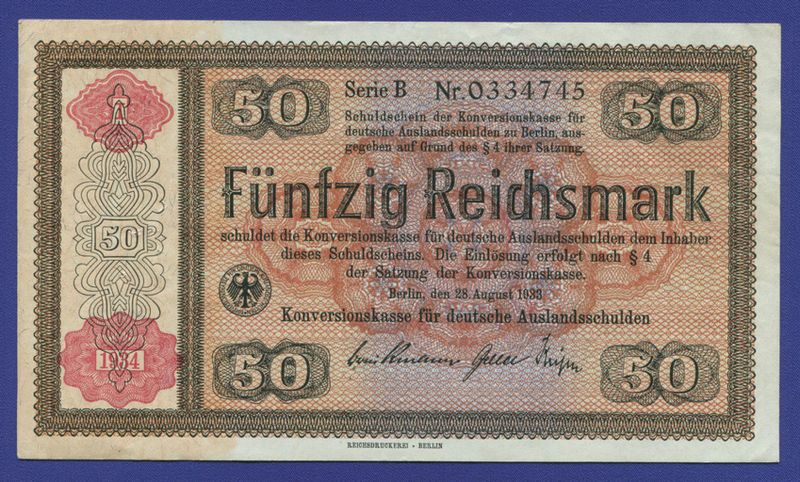 50
Serie B Nr. 0334745
50
Schuldschein der Konversionskasse für
deutsche Auslandsschulden zu Berlin, aus-
gegeben auf Grund des § 4 ihrer Satzung.
Fünfzig Reichsmark
schuldet die Konversionskasse für deutsche Auslandsschulden dem Inhaber
dieses Schuldscheins. Die Einlösung erfolgt nach § 4
der Satzung der Konversionskasse.
Berlin, den 28. August 1933
Konversionskasse für deutsche Auslandsschulden
50
50
50
1934
REICHSDRUCKEREI - BERLIN